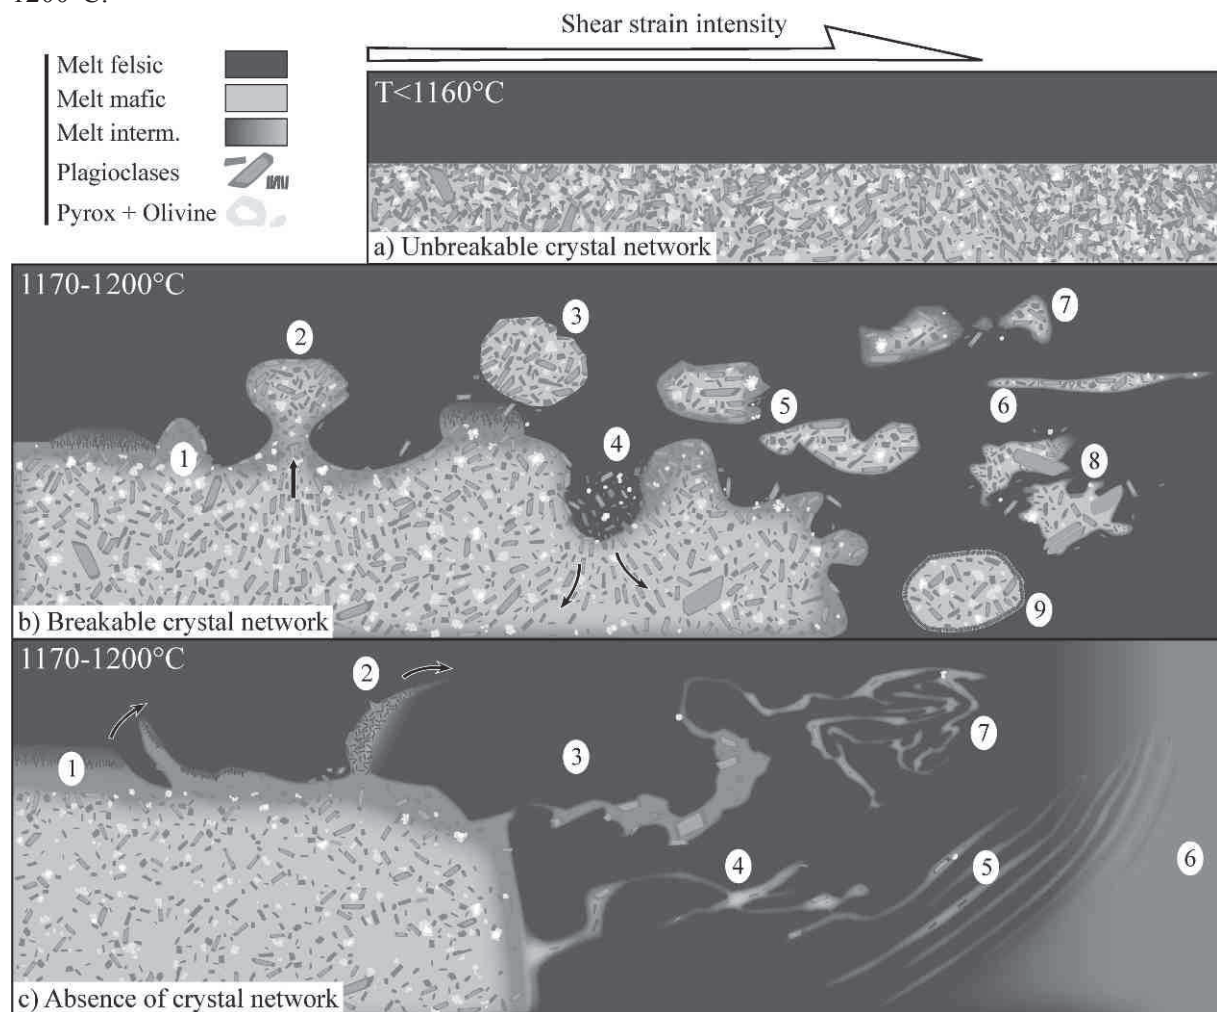 1200°C.
Shear strain intensity
Melt felsic
Melt mafic
Melt interm.
Plagioclases
Pyrox + Olivine
T<1160°C
a) Unbreakable crystal network
1170-1200°C
1
2
3
4
5
6
7
8
9
b) Breakable crystal network
1170-1200°C
1
2
3
4
5
6
7
c) Absence of crystal network